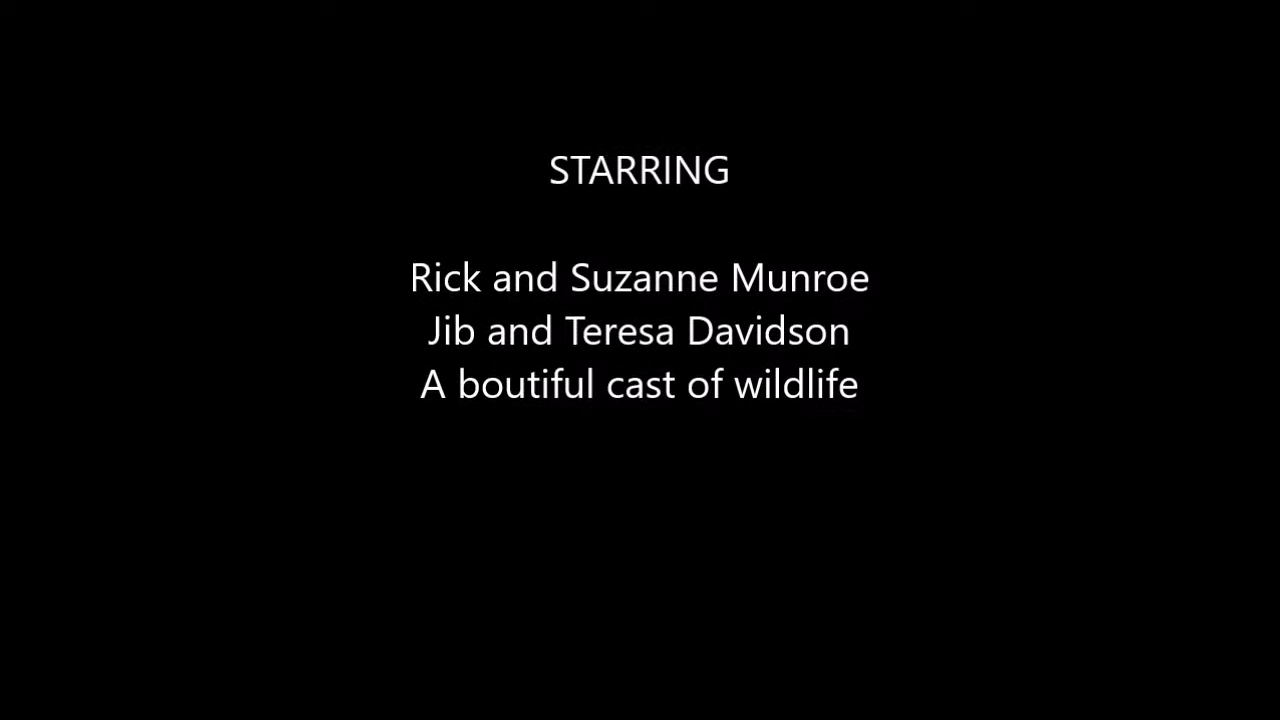 STARRING
Rick and Suzanne Munroe
Jib and Teresa Davidson
A boutiful cast of wildlife